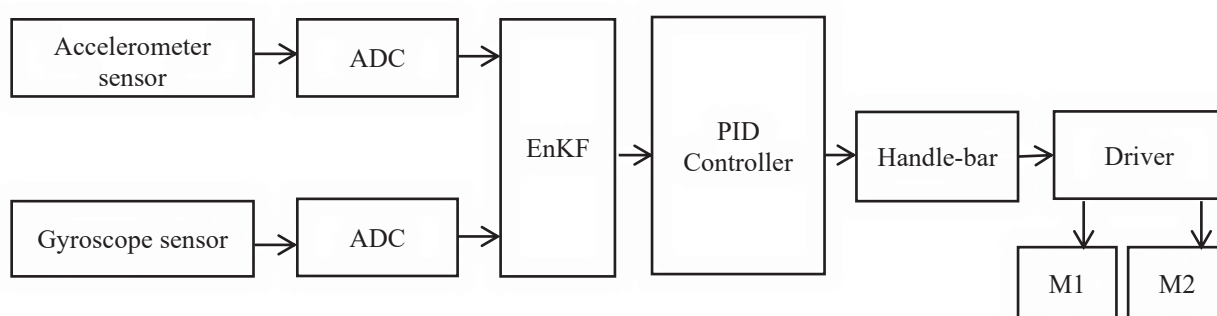 Accelerometer
sensor
ADC
EnKF
PID
Controller
Handle-bar
Driver
Gyroscope sensor
ADC
M1
M2